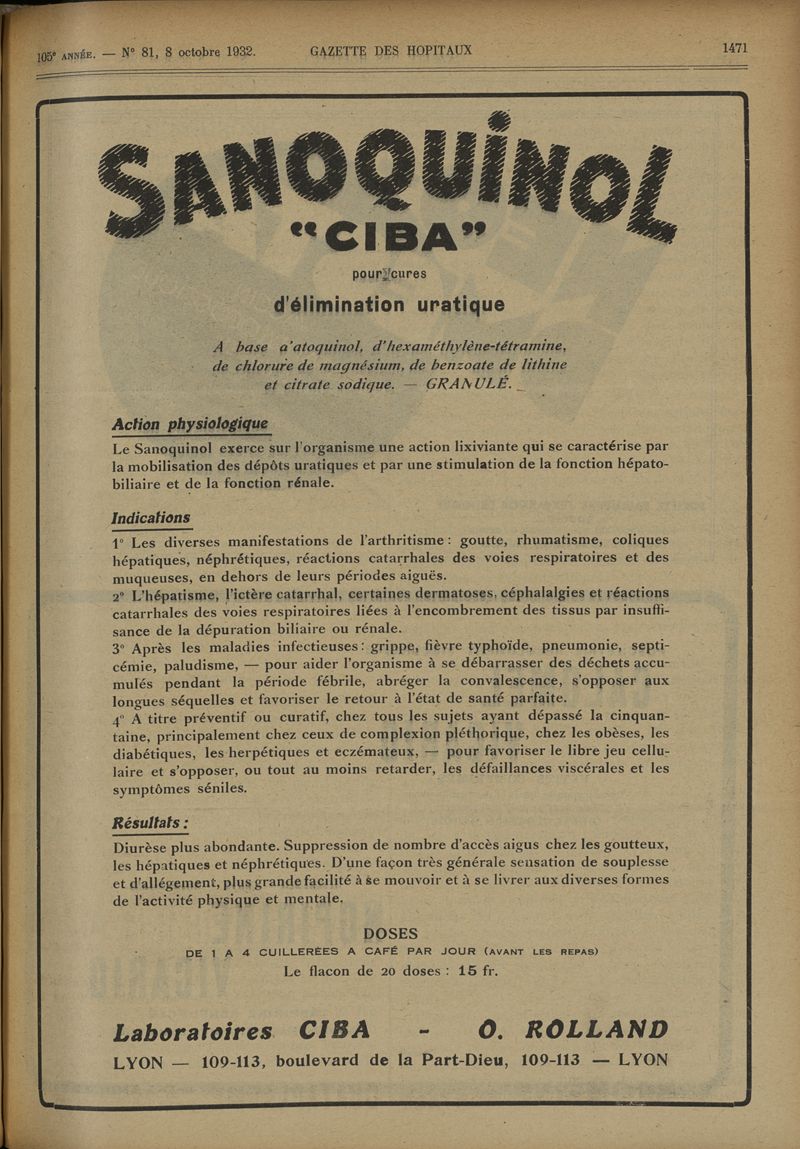 105e ANNÉE. — N° 81, 8 octobre 1932. GAZETTE DES HOPITAUX 1471
SANOQUINOL
“CIBA”
pour cures
d'élimination uratique
A base a'atoquinol, d'hexaméthylène-tétramine,
de chlorure de magnésium, de benzoate de lithine
et citrate sodique. — GRANULÉ.
Action physiologique
Le Sanoquinol exerce sur l'organisme une action lixiviante qui se caractérise par
la mobilisation des dépôts uratiques et par une stimulation de la fonction hépato-
biliaire et de la fonction rénale.
Indications
1° Les diverses manifestations de l'arthritisme : goutte, rhumatisme, coliques
hépatiques, néphrétiques, réactions catarrhales des voies respiratoires et des
muqueuses, en dehors de leurs périodes aiguës.
2° L'hépatisme, l'ictère catarrhal, certaines dermatoses, céphalalgies et réactions
catarrhales des voies respiratoires liées à l'encombrement des tissus par insuffi-
sance de la dépuration biliaire ou rénale.
3° Après les maladies infectieuses : grippe, fièvre typhoïde, pneumonie, septi-
cémie, paludisme, — pour aider l'organisme à se débarrasser des déchets accu-
mulés pendant la période fébrile, abréger la convalescence, s'opposer aux
longues séquelles et favoriser le retour à l'état de santé parfaite.
4° A titre préventif ou curatif, chez tous les sujets ayant dépassé la cinquan-
taine, principalement chez ceux de complexion pléthorique, chez les obèses, les
diabétiques, les herpétiques et eczémateux, — pour favoriser le libre jeu cellu-
laire et s'opposer, ou tout au moins retarder, les défaillances viscérales et les
symptômes séniles.
Résultats :
Diurèse plus abondante. Suppression de nombre d'accès aigus chez les goutteux,
les hépatiques et néphrétiques. D'une façon très générale sensation de souplesse
et d'allégement, plus grande facilité à se mouvoir et à se livrer aux diverses formes
de l'activité physique et mentale.
DOSES
DE 1 A 4 CUILLERÉES A CAFÉ PAR JOUR (AVANT LES REPAS)
Le flacon de 20 doses : 15 fr.
Laboratoires CIBA - O. ROLLAND
LYON — 109-113, boulevard de la Part-Dieu, 109-113 — LYON